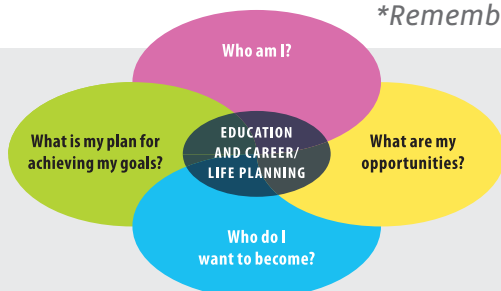 *Rememb
Who am I?
What is my plan for
achieving my goals?
EDUCATION
AND CAREER/
LIFE PLANNING
What are my
opportunities?
Who do I
want to become?